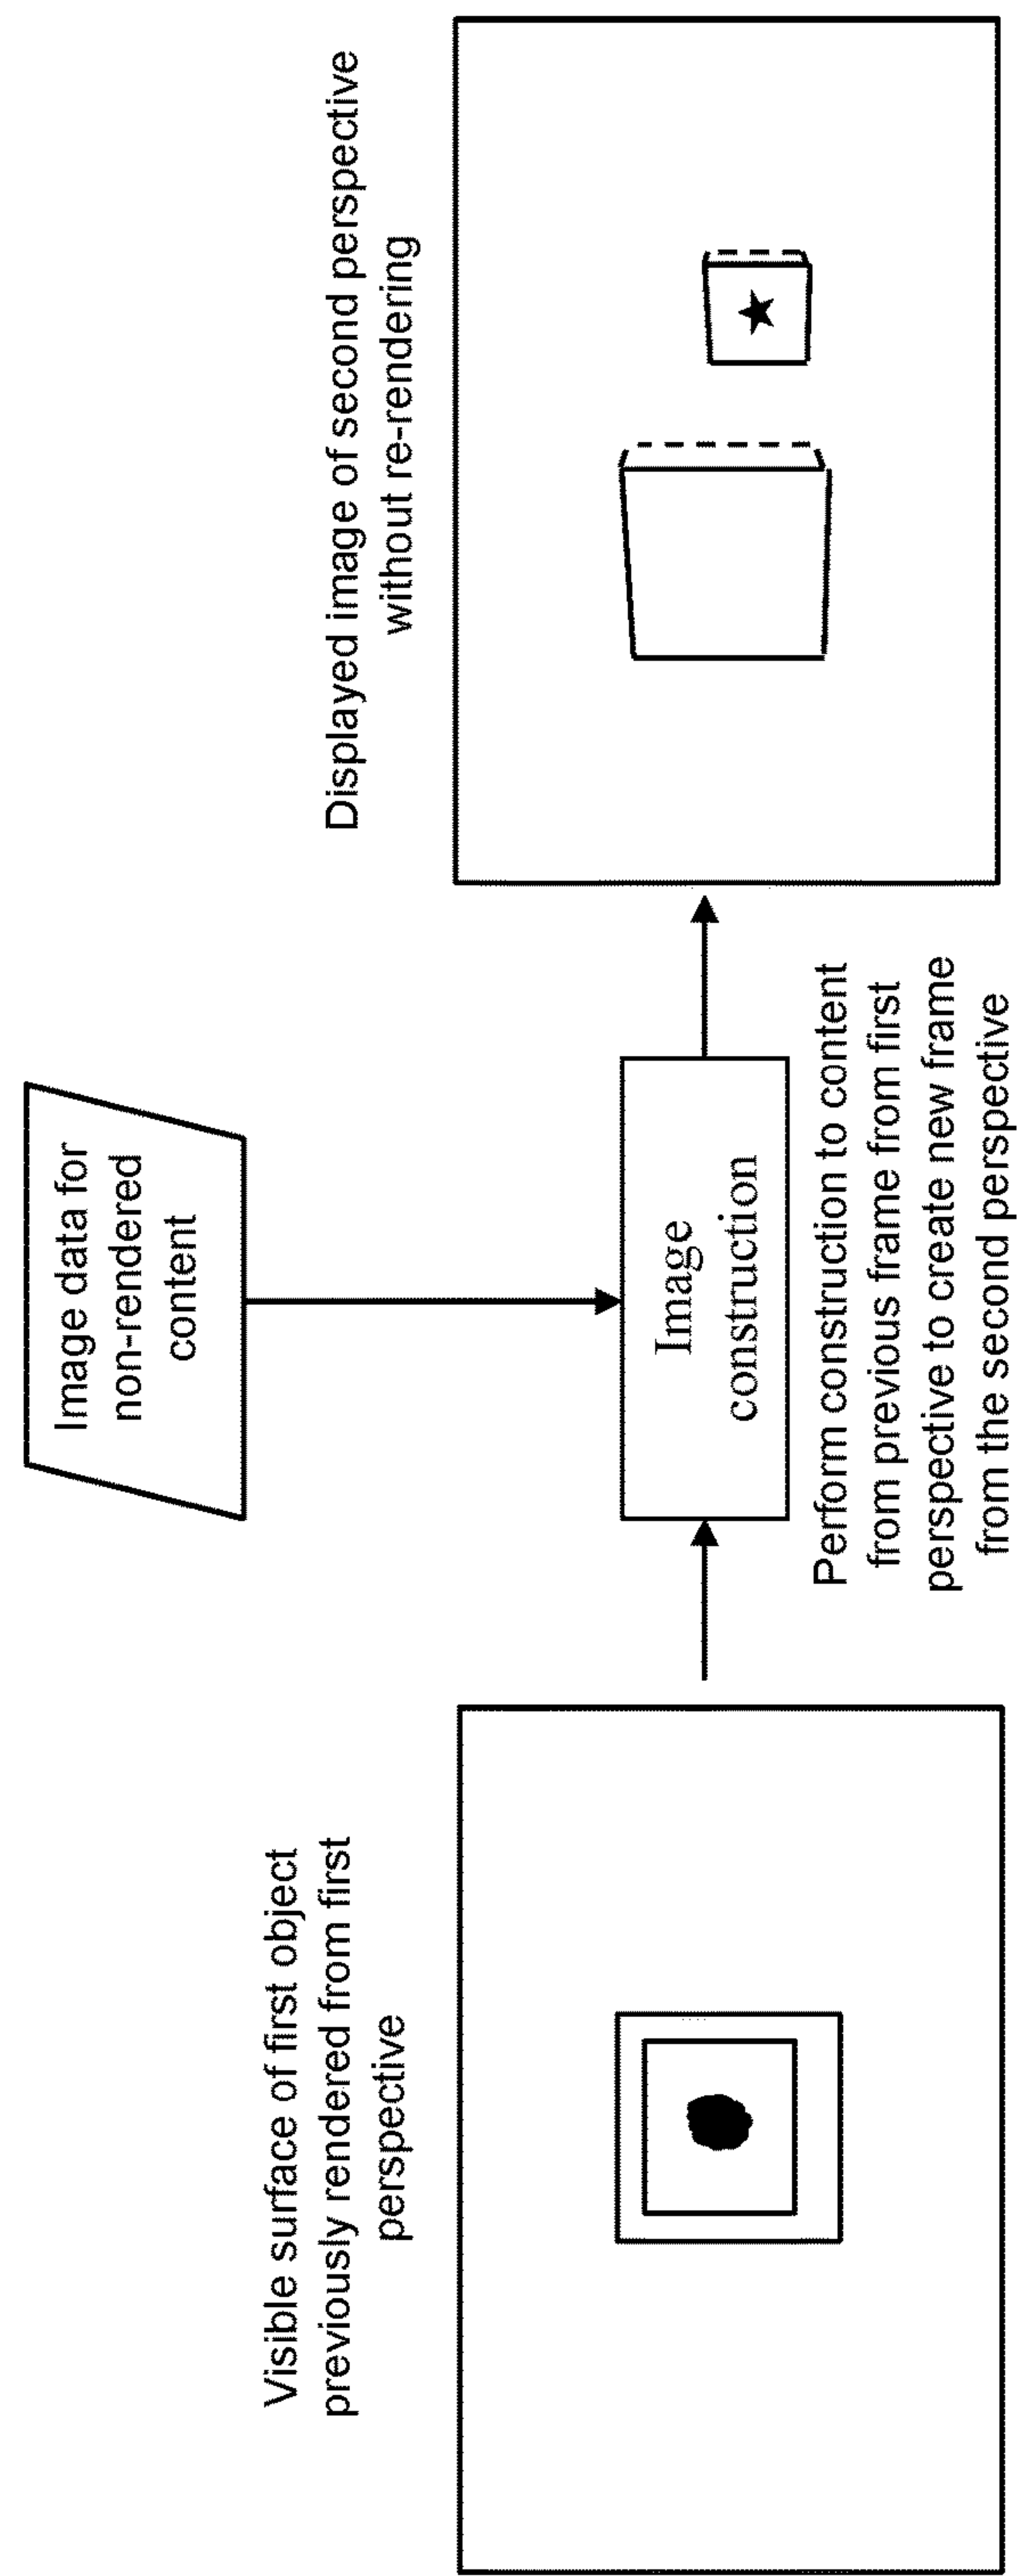 Visible surface of first object
previously rendered from first
perspective
Image data for
non-rendered
content
Image
construction
Perform construction to content
from previous frame from first
perspective to create new frame
from the second perspective
Displayed image of second perspective
without re-rendering